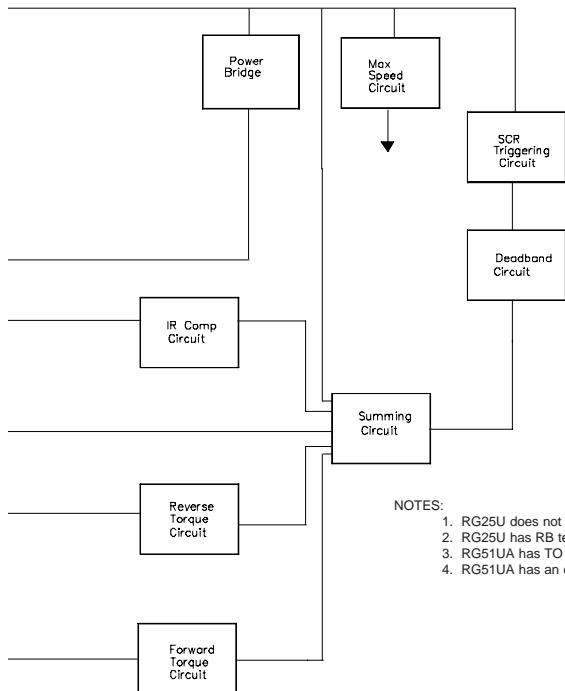 Power
Bridge
Max
Speed
Circuit
SCR
Triggering
Circuit
Deadband
Circuit
IR Comp
Circuit
Summing
Circuit
Reverse
Torque
Circuit
NOTES:
1. RG25U does not
2. RG25U has RB te
3. RG51UA has TO
4. RG51UA has an
Forward
Torque
Circuit